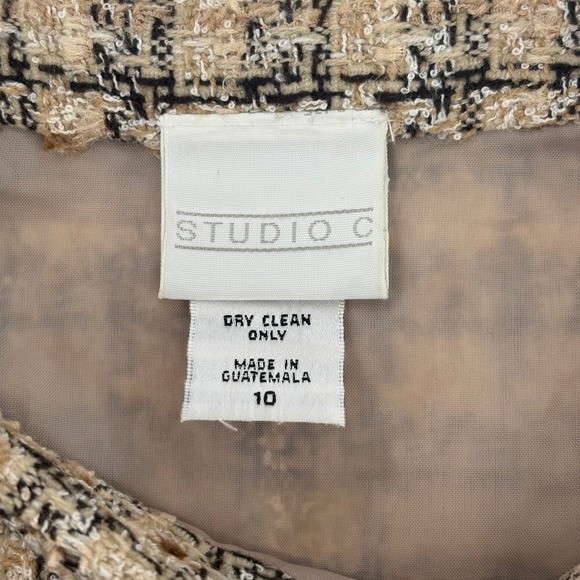 STUDIO C
DRY CLEAN
ONLY
MADE IN
GUATEMALA
10